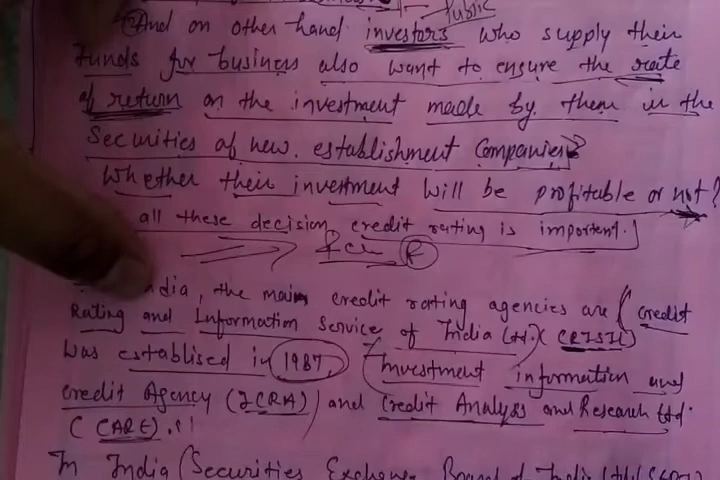 Public
② And on other hand investors who supply their
funds for business also want to ensure the rate
of return on the investment made by them in the
Securities of new establishment Companies
Whether their investment will be profitable or not?
all these decision, credit rating is importent.
R
India, the main credit rating agencies are (Credit
Rating and Information Service of India (CRISIL)
was establised in 1987, (Investment information and
credit Agency (ICRA) and Credit Analysis and Research Ltd.
(CARE).
In India (Securities Exchange Board of India